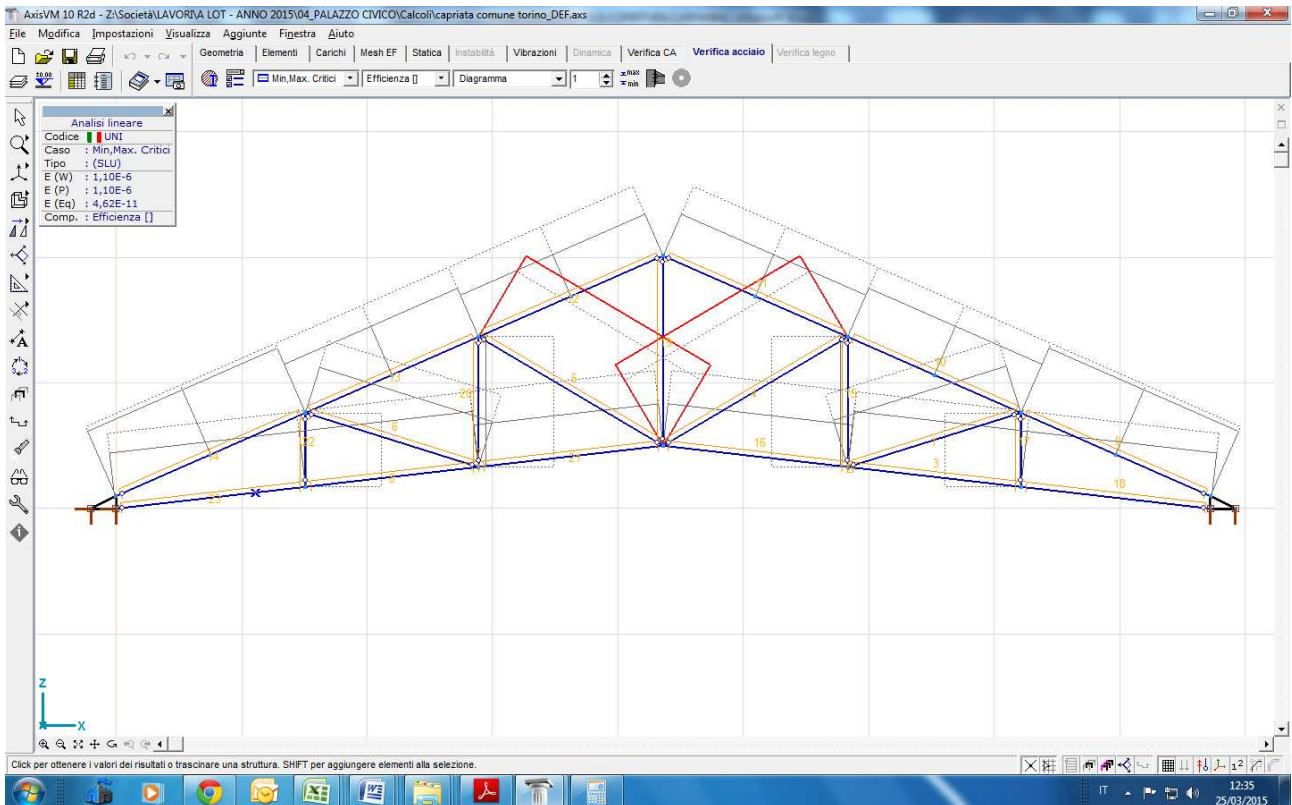 AxisVM 10 R2d - Z:\Società\LAVORI\A LOT - ANNO 2015\04_PALAZZO CIVICO\Calcoli\capriata comune torino_DEF.axs
File Modifica Impostazioni Visualizza Aggiunte Finestra Aiuto
Geometria Elementi Carichi Mesh EF Statica Instabilità Vibrazioni Dinamica Verifica CA Verifica acciaio Verifica legno
Min,Max. Critici Efficienza [] Diagramma 1
Analisi lineare
Codice UNI
Caso : Min,Max. Critici
Tipo : (SLU)
E (W) : 1,10E-6
E (P) : 1,10E-6
E (Eq) : 4,62E-11
Comp. : Efficienza []
12
11
13
10
20
5
4
14
22
6
9
16
3
23
18
Z
X
Click per ottenere i valori dei risultati o trascinare una struttura. SHIFT per aggiungere elementi alla selezione.
IT
12:35
25/03/2015